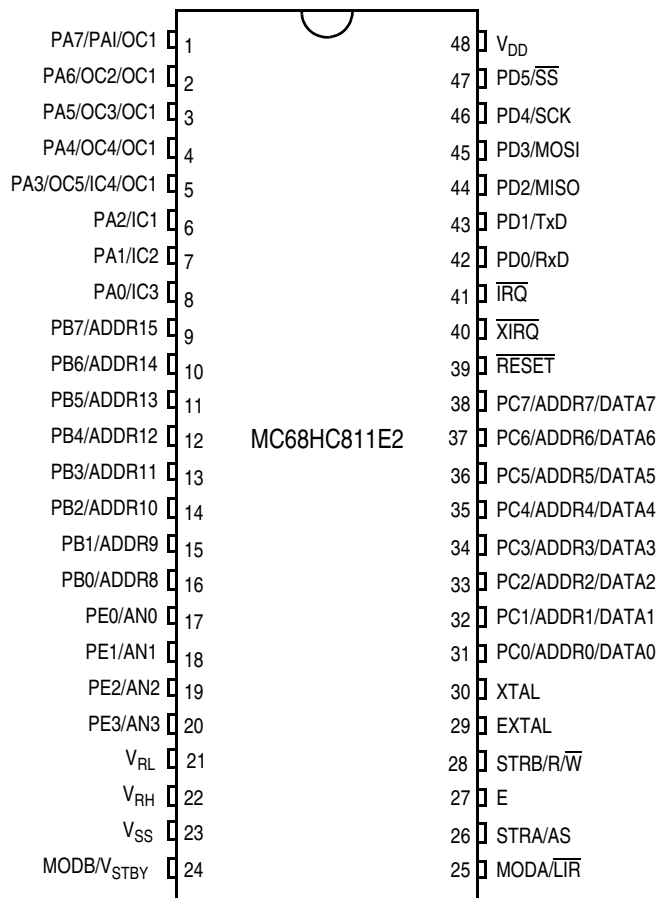 PA7/PAI/OC1 1
PA6/OC2/OC1 2
PA5/OC3/OC1 3
PA4/OC4/OC1 4
PA3/OC5/IC4/OC1 5
PA2/IC1 6
PA1/IC2 7
PA0/IC3 8
PB7/ADDR15 9
PB6/ADDR14 10
PB5/ADDR13 11
PB4/ADDR12 12
PB3/ADDR11 13
PB2/ADDR10 14
PB1/ADDR9 15
PB0/ADDR8 16
PE0/AN0 17
PE1/AN1 18
PE2/AN2 19
PE3/AN3 20
VRL 21
VRH 22
VSS 23
MODB/VSTBY 24
MC68HC811E2
48 VDD
47 PD5/S̅S̅
46 PD4/SCK
45 PD3/MOSI
44 PD2/MISO
43 PD1/TxD
42 PD0/RxD
41 I̅R̅Q̅
40 X̅I̅R̅Q̅
39 R̅E̅S̅E̅T̅
38 PC7/ADDR7/DATA7
37 PC6/ADDR6/DATA6
36 PC5/ADDR5/DATA5
35 PC4/ADDR4/DATA4
34 PC3/ADDR3/DATA3
33 PC2/ADDR2/DATA2
32 PC1/ADDR1/DATA1
31 PC0/ADDR0/DATA0
30 XTAL
29 EXTAL
28 STRB/R/W̅
27 E
26 STRA/AS
25 MODA/L̅I̅R̅